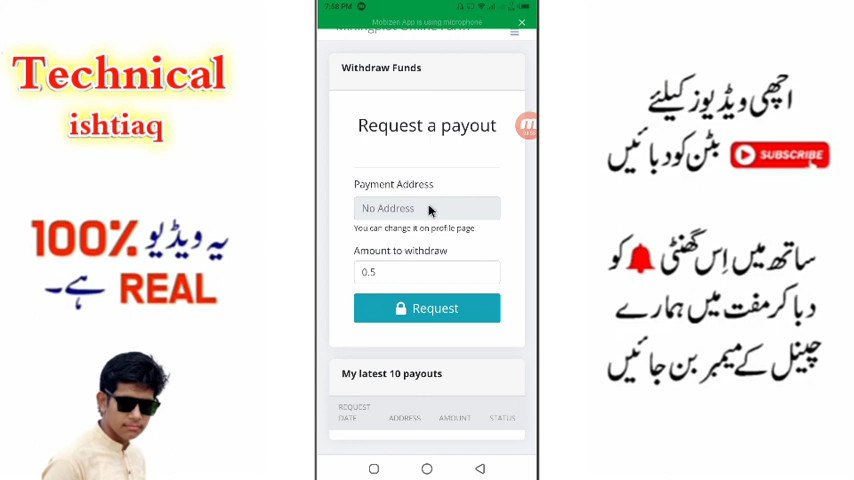 Technical
ishtiaq
یہ ویڈیو 100%
REAL ہے۔
7:58 PM
Mobizen App is using microphone
Withdraw Funds
Request a payout
Payment Address
No Address
You can change it on profile page
Amount to withdraw
0.5
Request
My latest 10 payouts
REQUEST DATE ADDRESS AMOUNT STATUS
اچھی ویڈیوز کیلئے
SUBSCRIBE بٹن کو دبائیں
ساتھ میں اِس گھنٹی کو
دبا کر مفت میں ہمارے
چینل کے میمبر بن جائیں